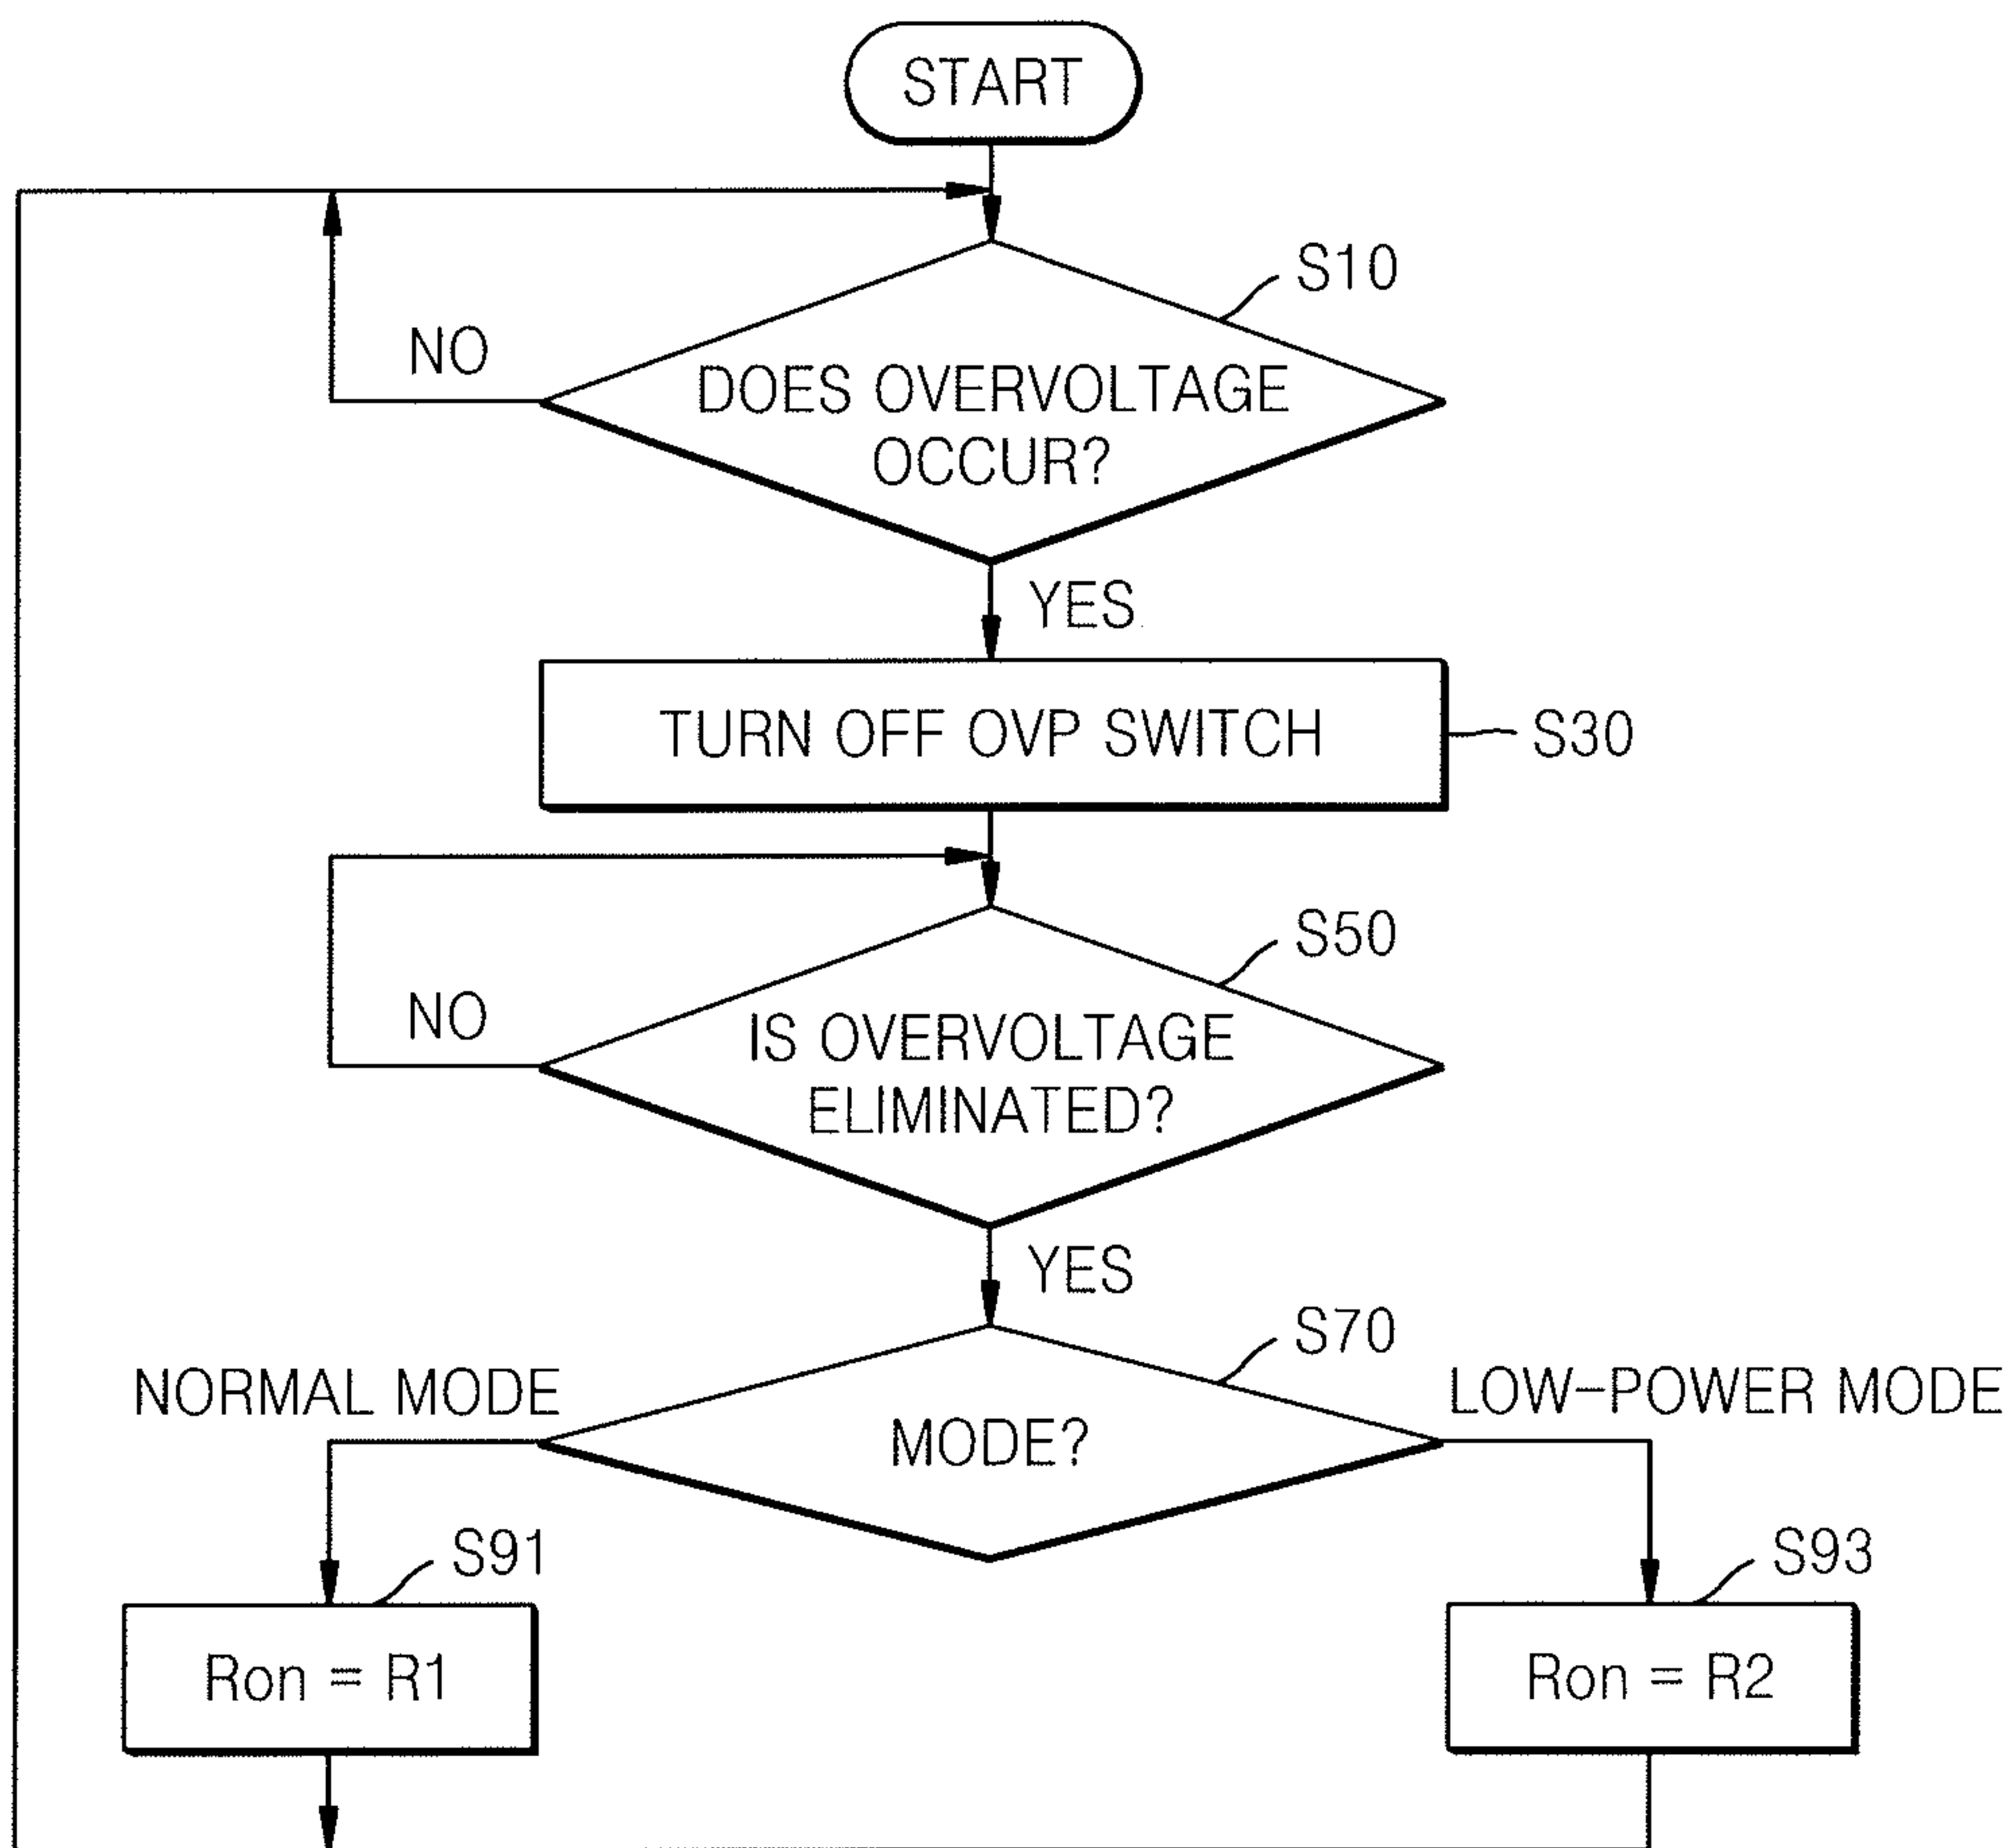 START
S10
NO
DOES OVERVOLTAGE
OCCUR?
YES
TURN OFF OVP SWITCH
S30
S50
NO
IS OVERVOLTAGE
ELIMINATED?
YES
S70
NORMAL MODE
LOW-POWER MODE
MODE?
S91
S93
Ron = R1
Ron = R2